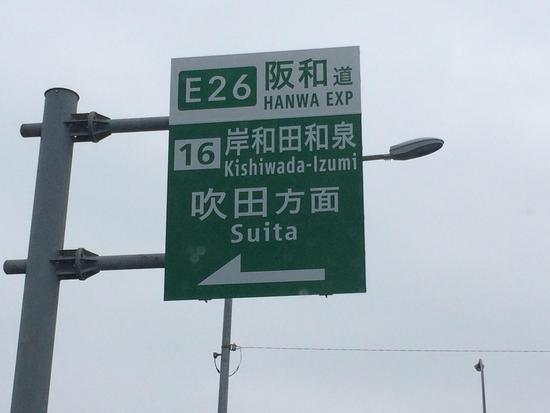 E26 阪和道
HANWA EXP
16 岸和田和泉
Kishiwada-Izumi
吹田方面
Suita